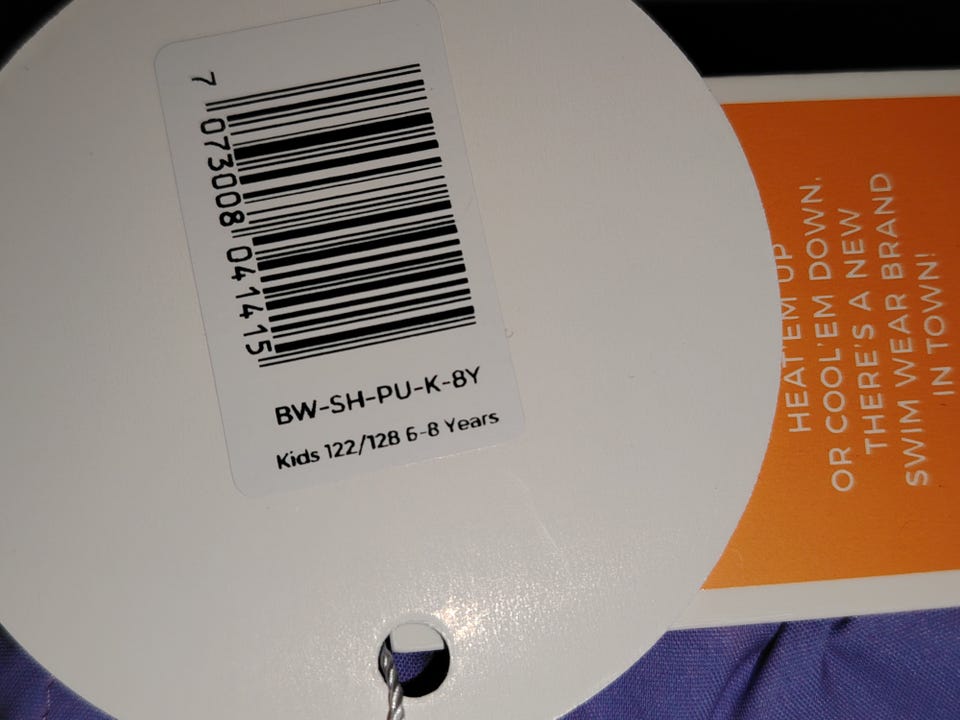 7 073008 041415
BW-SH-PU-K-8Y
Kids 122/128 6-8 Years
HEAT'EM UP
OR COOL'EM DOWN.
THERE'S A NEW
SWIM WEAR BRAND
IN TOWN!